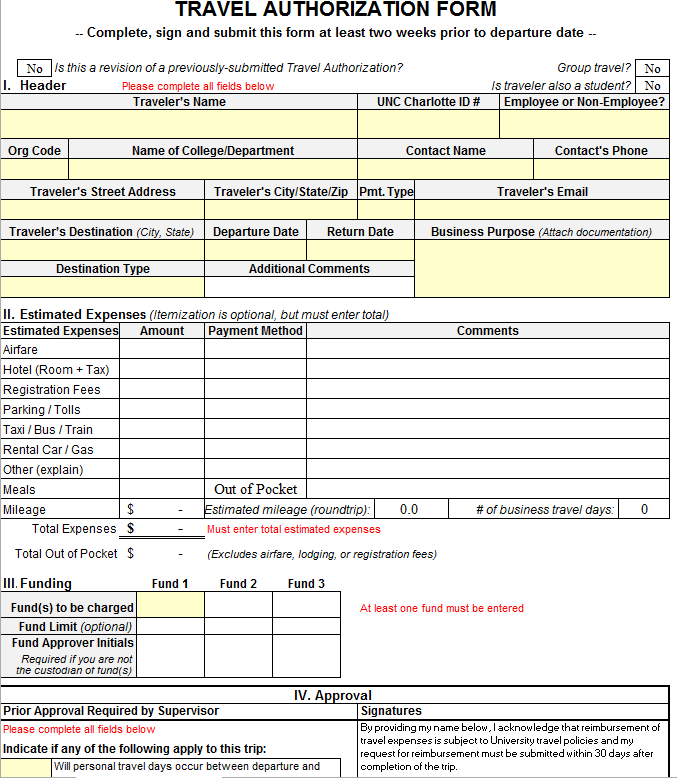 TRAVEL AUTHORIZATION FORM
-- Complete, sign and submit this form at least two weeks prior to departure date --
No Is this a revision of a previously-submitted Travel Authorization? Group travel? No
I. Header Please complete all fields below Is traveler also a student? No
Traveler's Name UNC Charlotte ID # Employee or Non-Employee?
Org Code Name of College/Department Contact Name Contact's Phone
Traveler's Street Address Traveler's City/State/Zip Pmt. Type Traveler's Email
Traveler's Destination (City, State) Departure Date Return Date Business Purpose (Attach documentation)
Destination Type Additional Comments
II. Estimated Expenses (Itemization is optional, but must enter total)
Estimated Expenses Amount Payment Method Comments
Airfare
Hotel (Room + Tax)
Registration Fees
Parking / Tolls
Taxi / Bus / Train
Rental Car / Gas
Other (explain)
Meals Out of Pocket
Mileage $ - Estimated mileage (roundtrip): 0.0 # of business travel days: 0
Total Expenses $ - Must enter total estimated expenses
Total Out of Pocket $ - (Excludes airfare, lodging, or registration fees)
III. Funding Fund 1 Fund 2 Fund 3
Fund(s) to be charged At least one fund must be entered
Fund Limit (optional)
Fund Approver Initials
Required if you are not
the custodian of fund(s)
IV. Approval
Prior Approval Required by Supervisor Signatures
Please complete all fields below
Indicate if any of the following apply to this trip:
Will personal travel days occur between departure and
By providing my name below, I acknowledge that reimbursement of
travel expenses is subject to University travel policies and my
request for reimbursement must be submitted within 30 days after
completion of the trip.